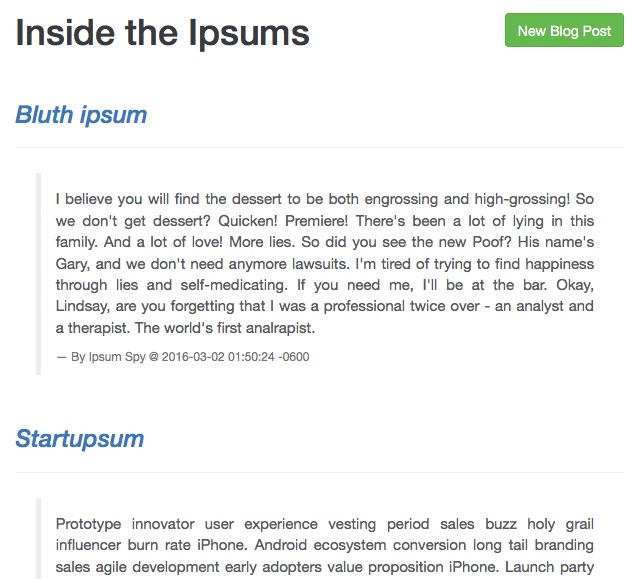 Inside the Ipsums
New Blog Post
Bluth ipsum
I believe you will find the dessert to be both engrossing and high-grossing! So
we don't get dessert? Quicken! Premiere! There's been a lot of lying in this
family. And a lot of love! More lies. So did you see the new Poof? His name's
Gary, and we don't need anymore lawsuits. I'm tired of trying to find happiness
through lies and self-medicating. If you need me, I'll be at the bar. Okay,
Lindsay, are you forgetting that I was a professional twice over - an analyst and
a therapist. The world's first analrapist.
— By Ipsum Spy @ 2016-03-02 01:50:24 -0600
Startupsum
Prototype innovator user experience vesting period sales buzz holy grail
influencer burn rate iPhone. Android ecosystem conversion long tail branding
sales agile development early adopters value proposition iPhone. Launch party